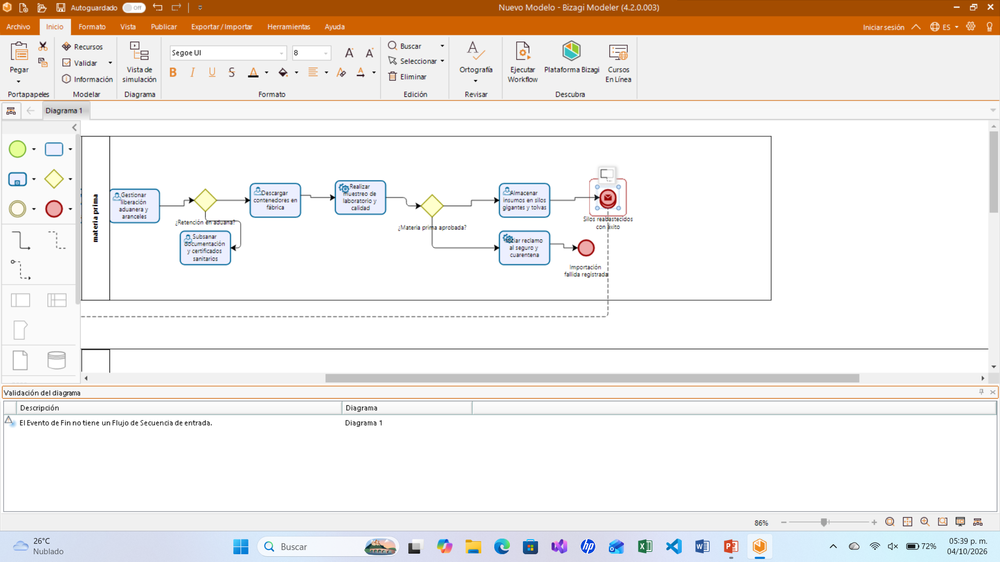 Autoguardado
Off
Nuevo Modelo - Bizagi Modeler (4.2.0.003)
Archivo
Inicio
Formato
Vista
Publicar
Exportar / Importar
Herramientas
Ayuda
Iniciar sesión
ES
Pegar
Portapapeles
Recursos
Validar
Información
Modelar
Vista de
simulación
Diagrama
Segoe UI
8
Formato
Buscar
Seleccionar
Eliminar
Edición
Ortografía
Revisar
Ejecutar
Workflow
Plataforma Bizagi
Cursos
En Línea
Descubra
Diagrama 1
materia prima
Gestionar
liberación
aduanera y
aranceles
¿Retención en aduana?
Subsanar
documentación
y certificados
sanitarios
Descargar
contenedores en
fábrica
Realizar
muestreo de
laboratorio y
calidad
¿Materia prima aprobada?
Almacenar
insumos en silos
gigantes y tolvas
Iniciar reclamo
al seguro y
cuarentena
Silos reabastecidos
con éxito
Importación
fallida registrada
Validación del diagrama
Descripción
Diagrama
El Evento de Fin no tiene un Flujo de Secuencia de entrada.
Diagrama 1
86%
26°C
Nublado
Buscar
72%
05:39 p. m.
04/10/2026